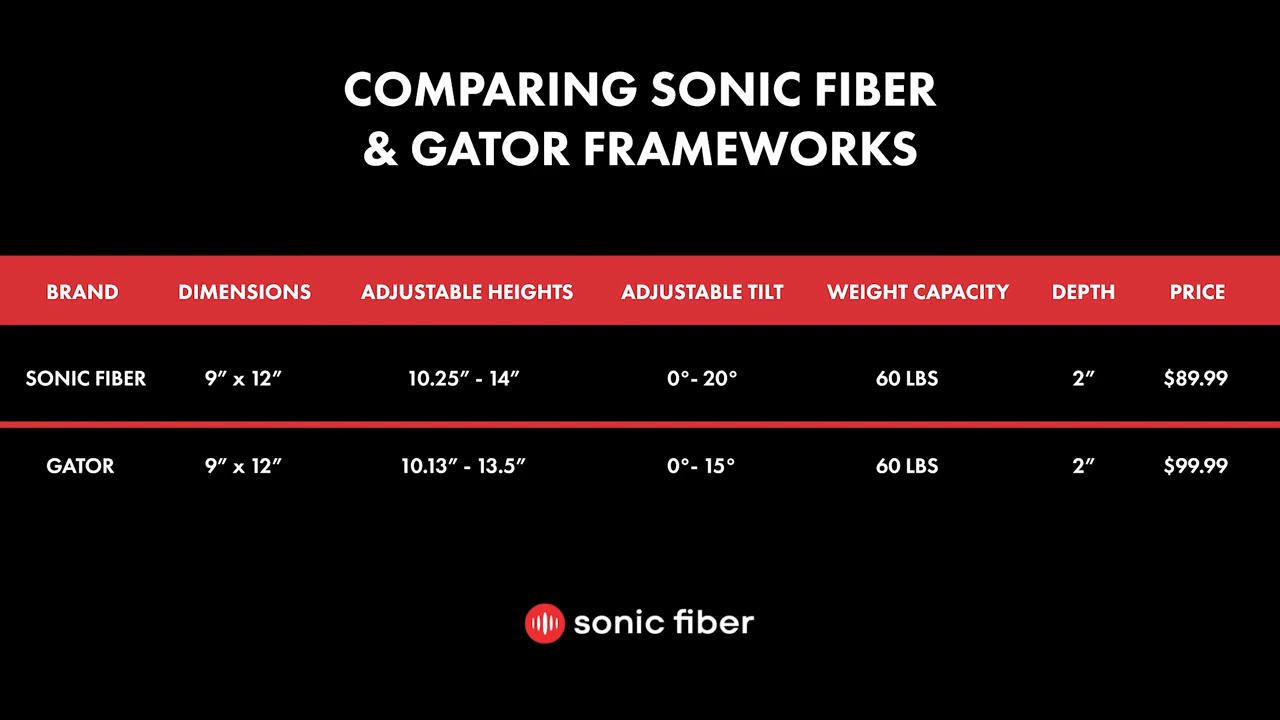 COMPARING SONIC FIBER
& GATOR FRAMEWORKS
BRAND DIMENSIONS ADJUSTABLE HEIGHTS ADJUSTABLE TILT WEIGHT CAPACITY DEPTH PRICE
SONIC FIBER 9” x 12” 10.25” - 14” 0°- 20° 60 LBS 2” $89.99
GATOR 9” x 12” 10.13” - 13.5” 0°- 15° 60 LBS 2” $99.99
sonic fiber